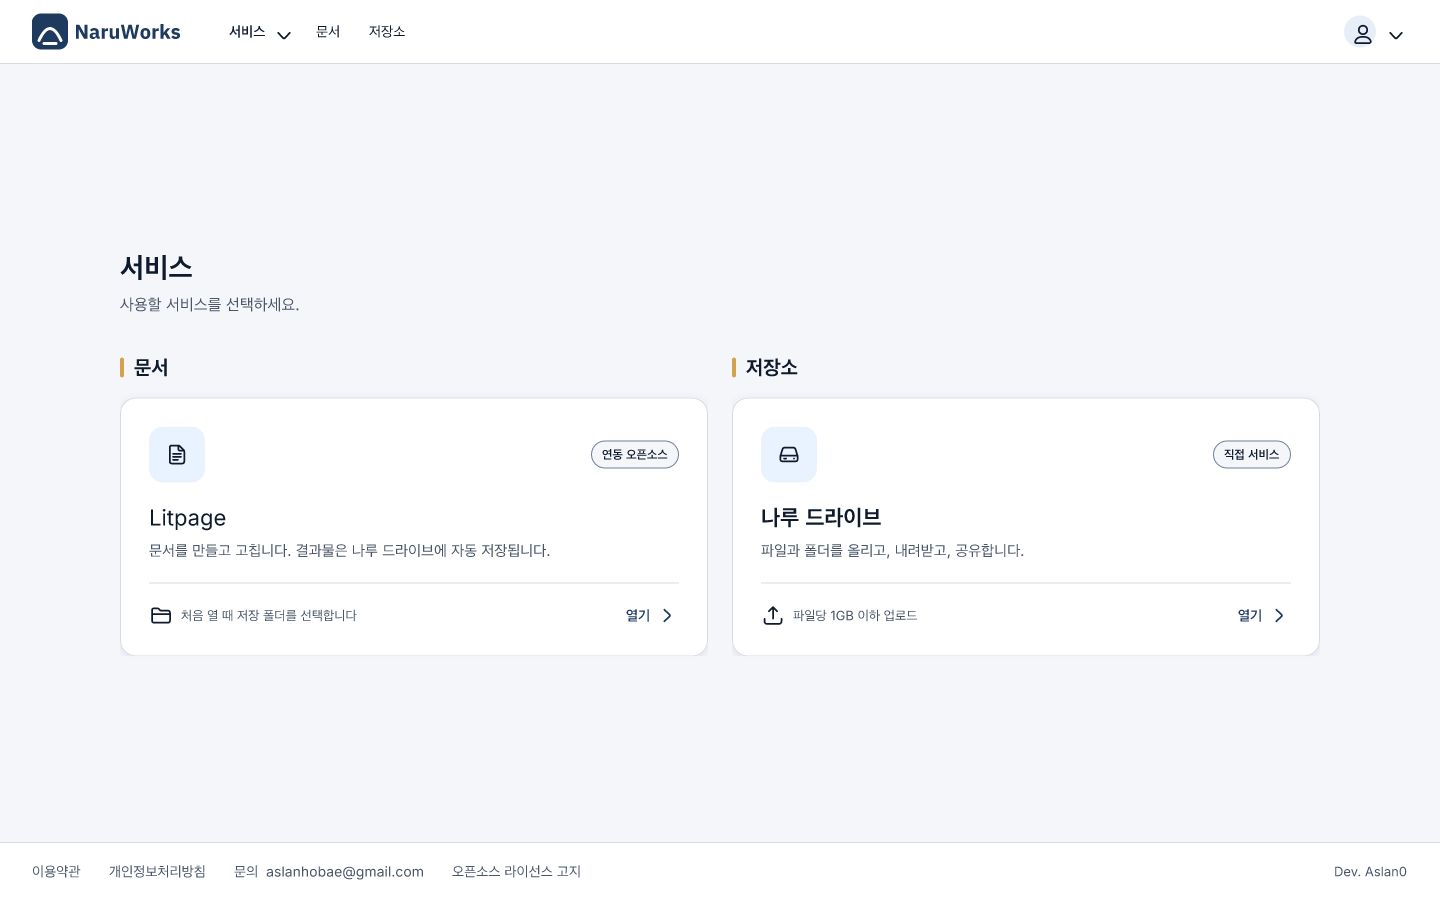 NaruWorks
서비스
문서
저장소
서비스
사용할 서비스를 선택하세요.
문서
연동 오픈소스
Litpage
문서를 만들고 고칩니다. 결과물은 나루 드라이브에 자동 저장됩니다.
처음 열 때 저장 폴더를 선택합니다
열기
저장소
직접 서비스
나루 드라이브
파일과 폴더를 올리고, 내려받고, 공유합니다.
파일당 1GB 이하 업로드
열기
이용약관
개인정보처리방침
문의 aslanhobae@gmail.com
오픈소스 라이선스 고지
Dev. Aslan0